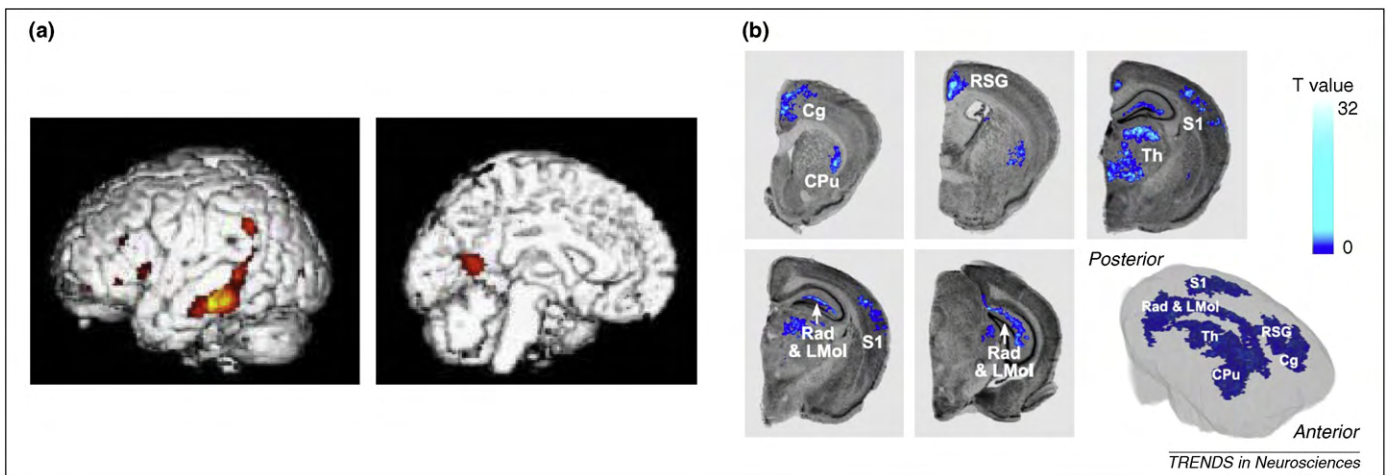 (a)
(b)
Cg
CPu
RSG
S1
Th
T value
32
0
Rad
& LMol
S1
Rad
& LMol
Posterior
S1
Rad & LMol
Th
RSG
Cg
CPu
Anterior
TRENDS in Neurosciences